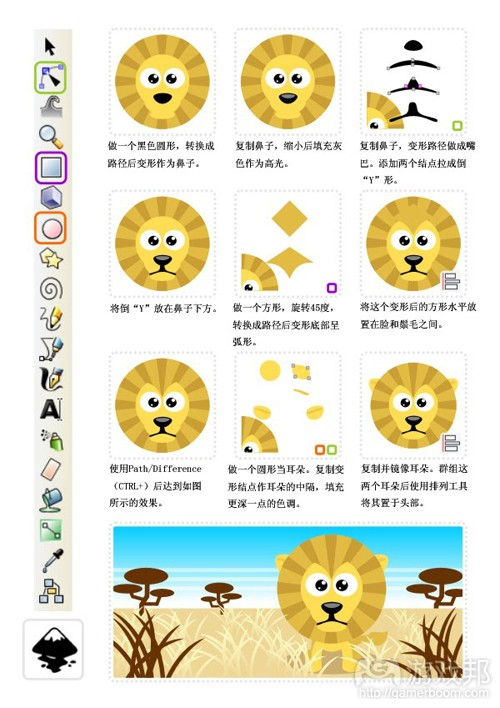 做一个黑色圆形，转换成
路径后变形作为鼻子。
复制鼻子，缩小后填充灰
色作为高光。
复制鼻子，变形路径做成嘴
巴。添加两个结点拉成倒
“Y”形。
将倒“Y”放在鼻子下方。
做一个方形，旋转45度，
转换成路径后变形底部呈
弧形。
将这个变形后的方形水平放
置在脸和鬃毛之间。
使用Path/Difference
（CTRL+）后达到如图
所示的效果。
做一个圆形当耳朵。复制变
形结点作耳朵的中隔，填充
更深一点的色调。
复制并镜像耳朵。群组这
两个耳朵后使用排列工具
将其置于头部。
游戏邦
http://gamerboom.com